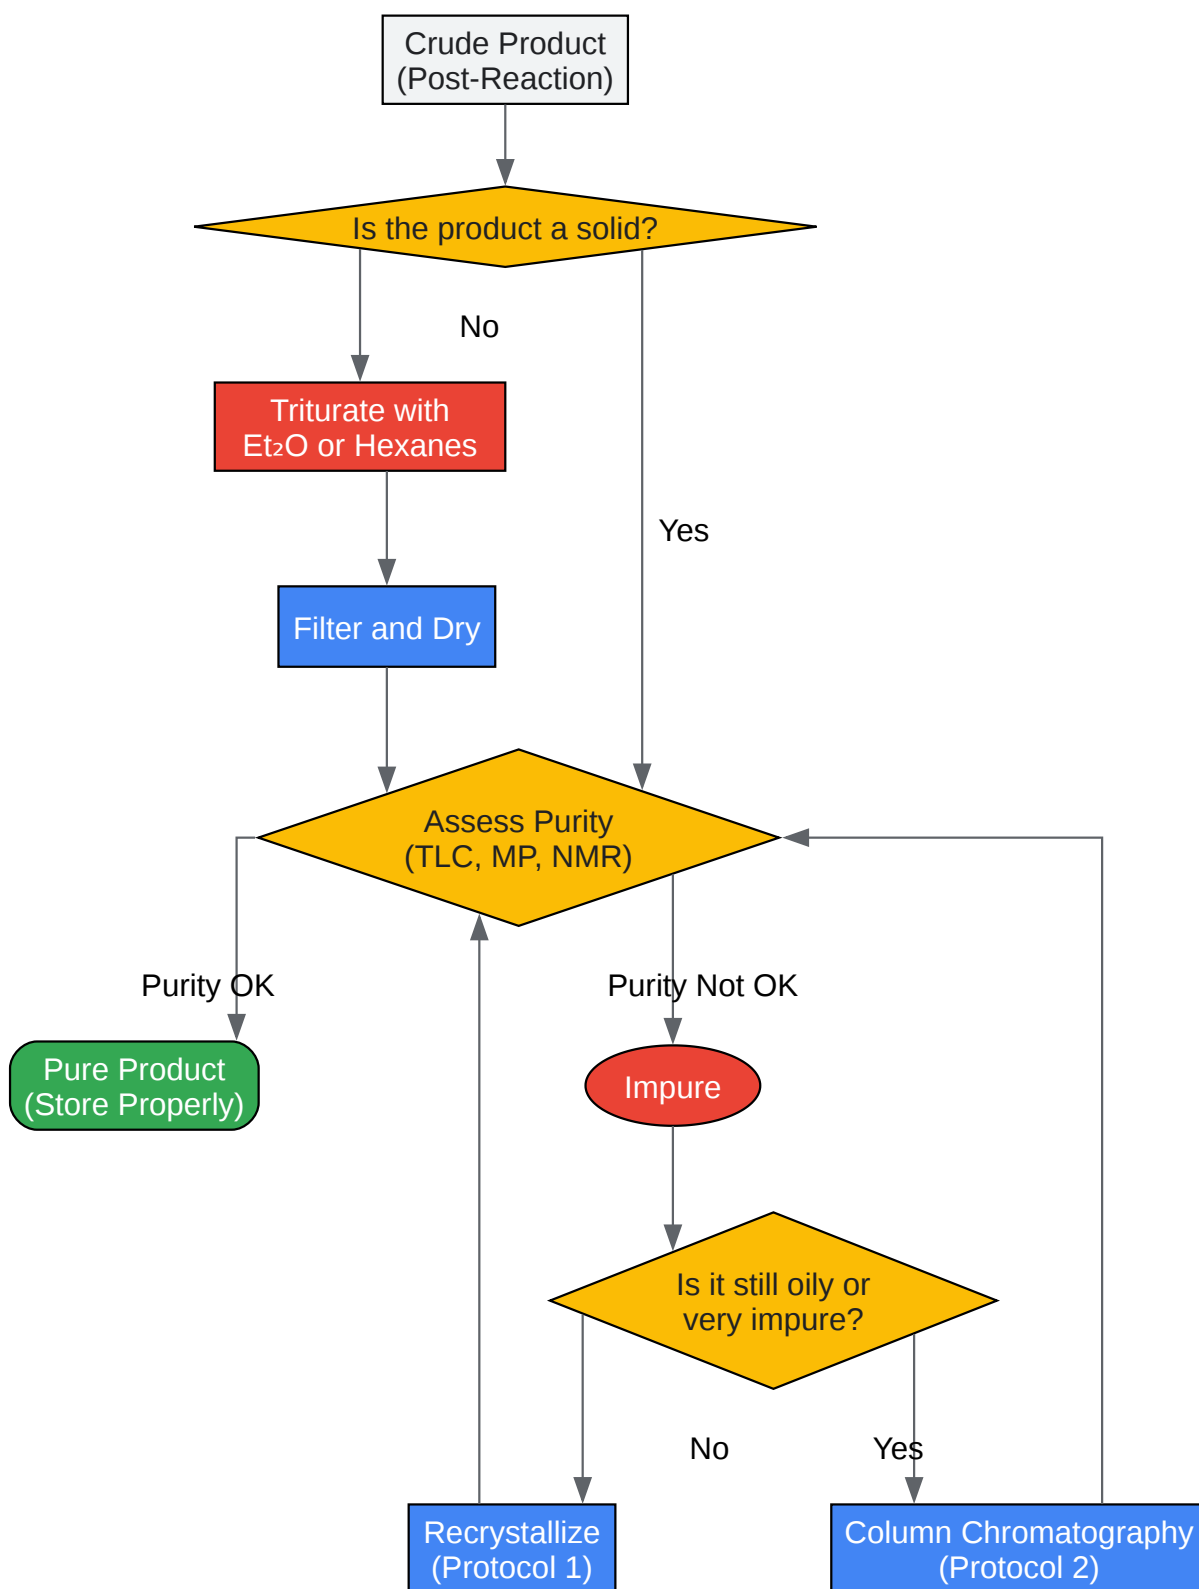 Crude Product
(Post-Reaction)
Is the product a solid?
No
Triturate with
Et₂O or Hexanes
Yes
Filter and Dry
Assess Purity
(TLC, MP, NMR)
Purity OK
Purity Not OK
Pure Product
(Store Properly)
Impure
Is it still oily or
very impure?
No
Yes
Recrystallize
(Protocol 1)
Column Chromatography
(Protocol 2)